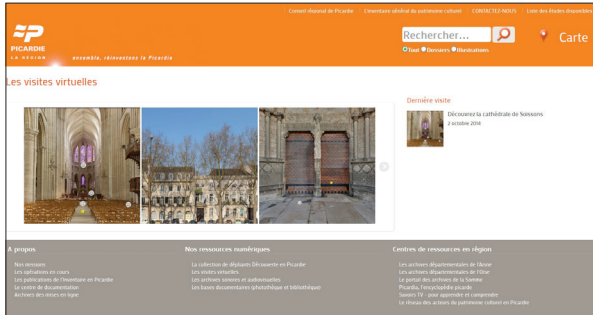 Conseil régional de Picardie
L'inventaire général du patrimoine culturel
CONTACTEZ-NOUS
Liste des études disponibles
PICARDIE
LA RÉGION
ensemble, réinventons la Picardie
Rechercher...
Tout Dossiers Illustrations
Carte
Les visites virtuelles
Dernière visite
Découvrez la cathédrale de Soissons
2 octobre 2014
A propos
Nos missions
Les opérations en cours
Les publications de l'Inventaire en Picardie
Le centre de documentation
Archives des mises en ligne
Nos ressources numériques
La collection de dépliants Découverte en Picardie
Les visites virtuelles
Les archives sonores et audiovisuelles
Les bases documentaires (photothèque et bibliothèque)
Centres de ressources en région
Les archives départementales de l'Aisne
Les archives départementales de l'Oise
Le portail des archives de la Somme
Picardia, l'encyclopédie picarde
Savoirs TV - pour apprendre et comprendre
Le réseau des acteurs du patrimoine culturel en Picardie